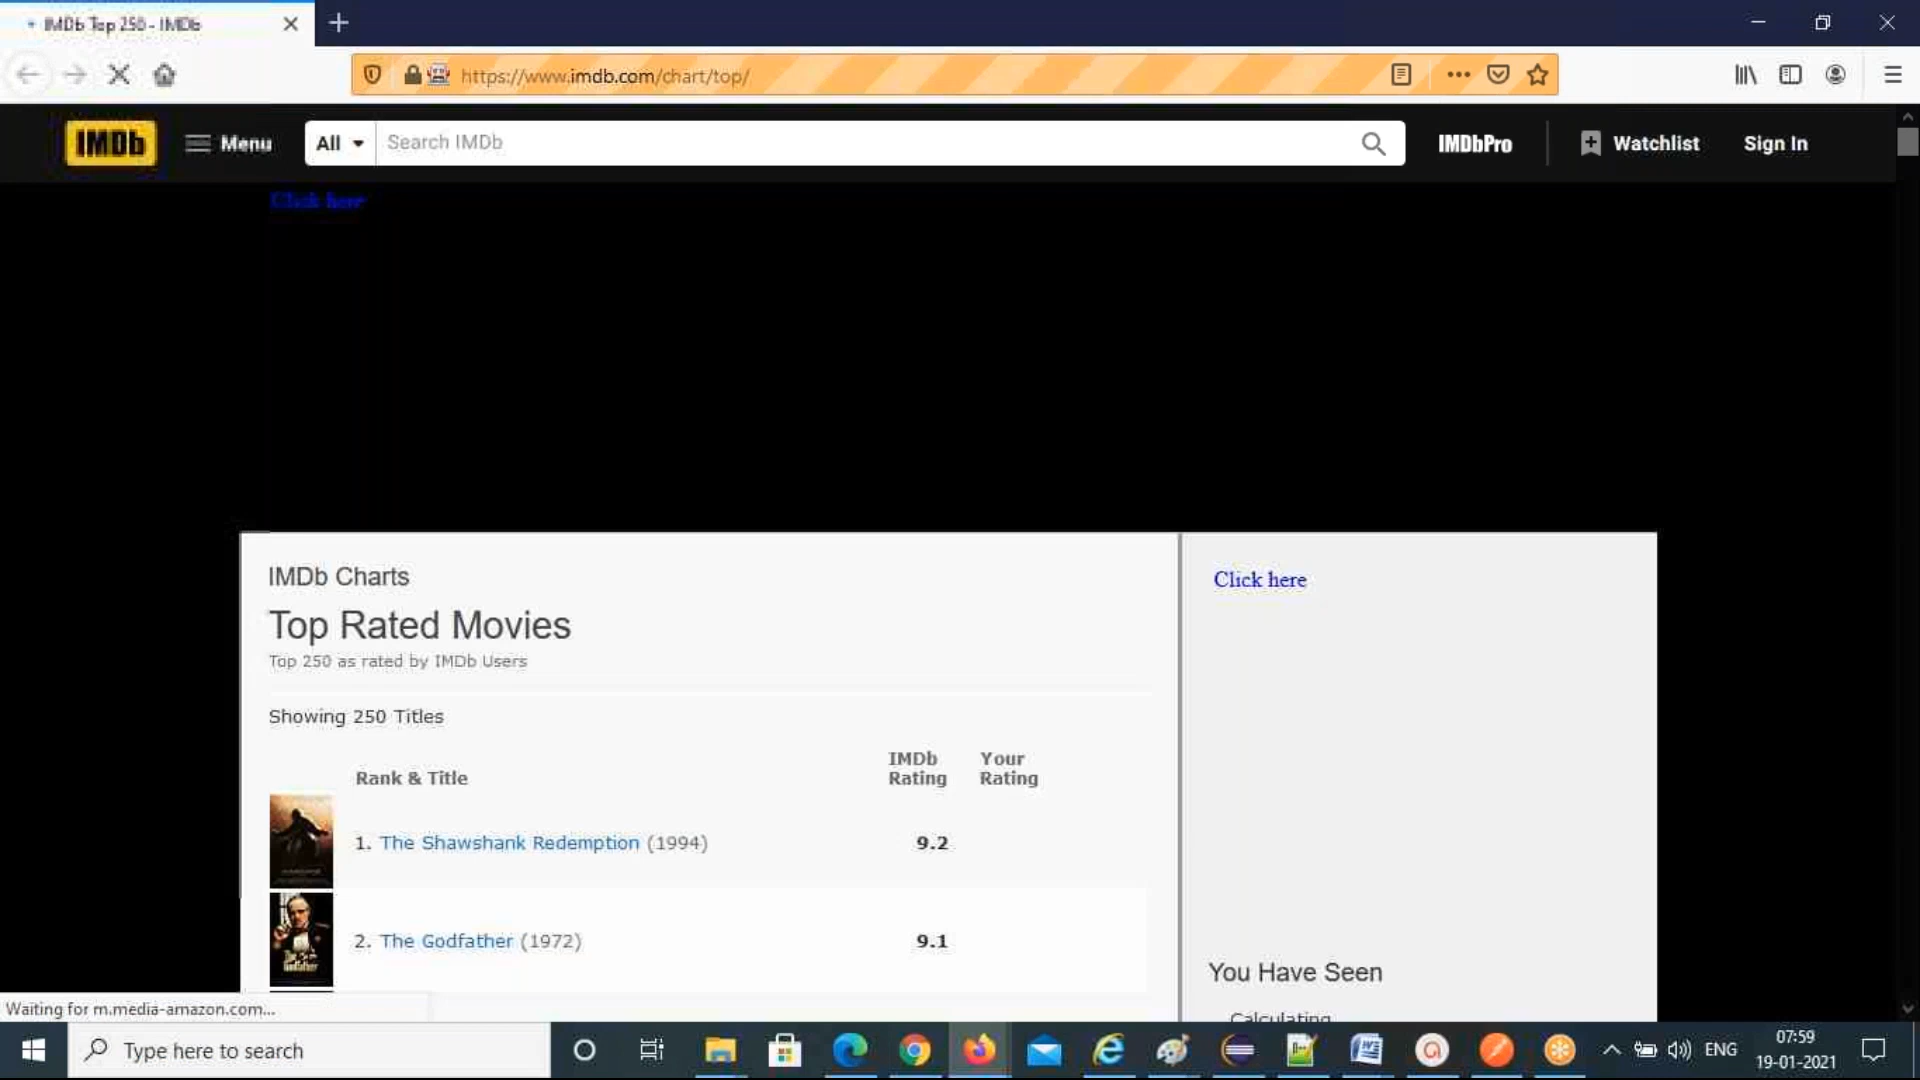 IMDb Top 250 - IMDb
https://www.imdb.com/chart/top/
IMDb
Menu
All
Search IMDb
IMDbPro
Watchlist
Sign In
Click here
IMDb Charts
Top Rated Movies
Top 250 as rated by IMDb Users
Click here
Showing 250 Titles
Rank & Title
IMDb
Rating
Your
Rating
1. The Shawshank Redemption (1994) 9.2
2. The Godfather (1972) 9.1
The
Godfather
You Have Seen
Calculating
Waiting for m.media-amazon.com...
Type here to search
ENG
07:59
19-01-2021